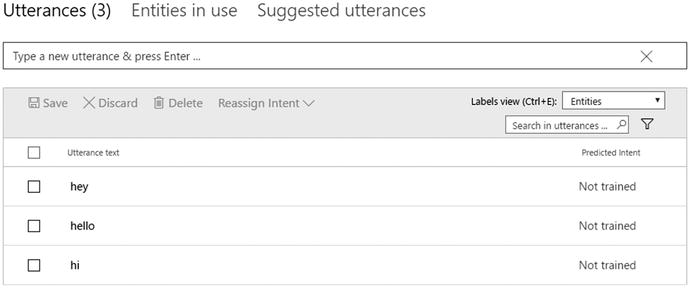 Utterances (3) Entities in use Suggested utterances
Type a new utterance & press Enter ...
Save Discard Delete Reassign Intent Labels view (Ctrl+E): Entities
Search in utterances ...
Utterance text Predicted Intent
hey Not trained
hello Not trained
hi Not trained